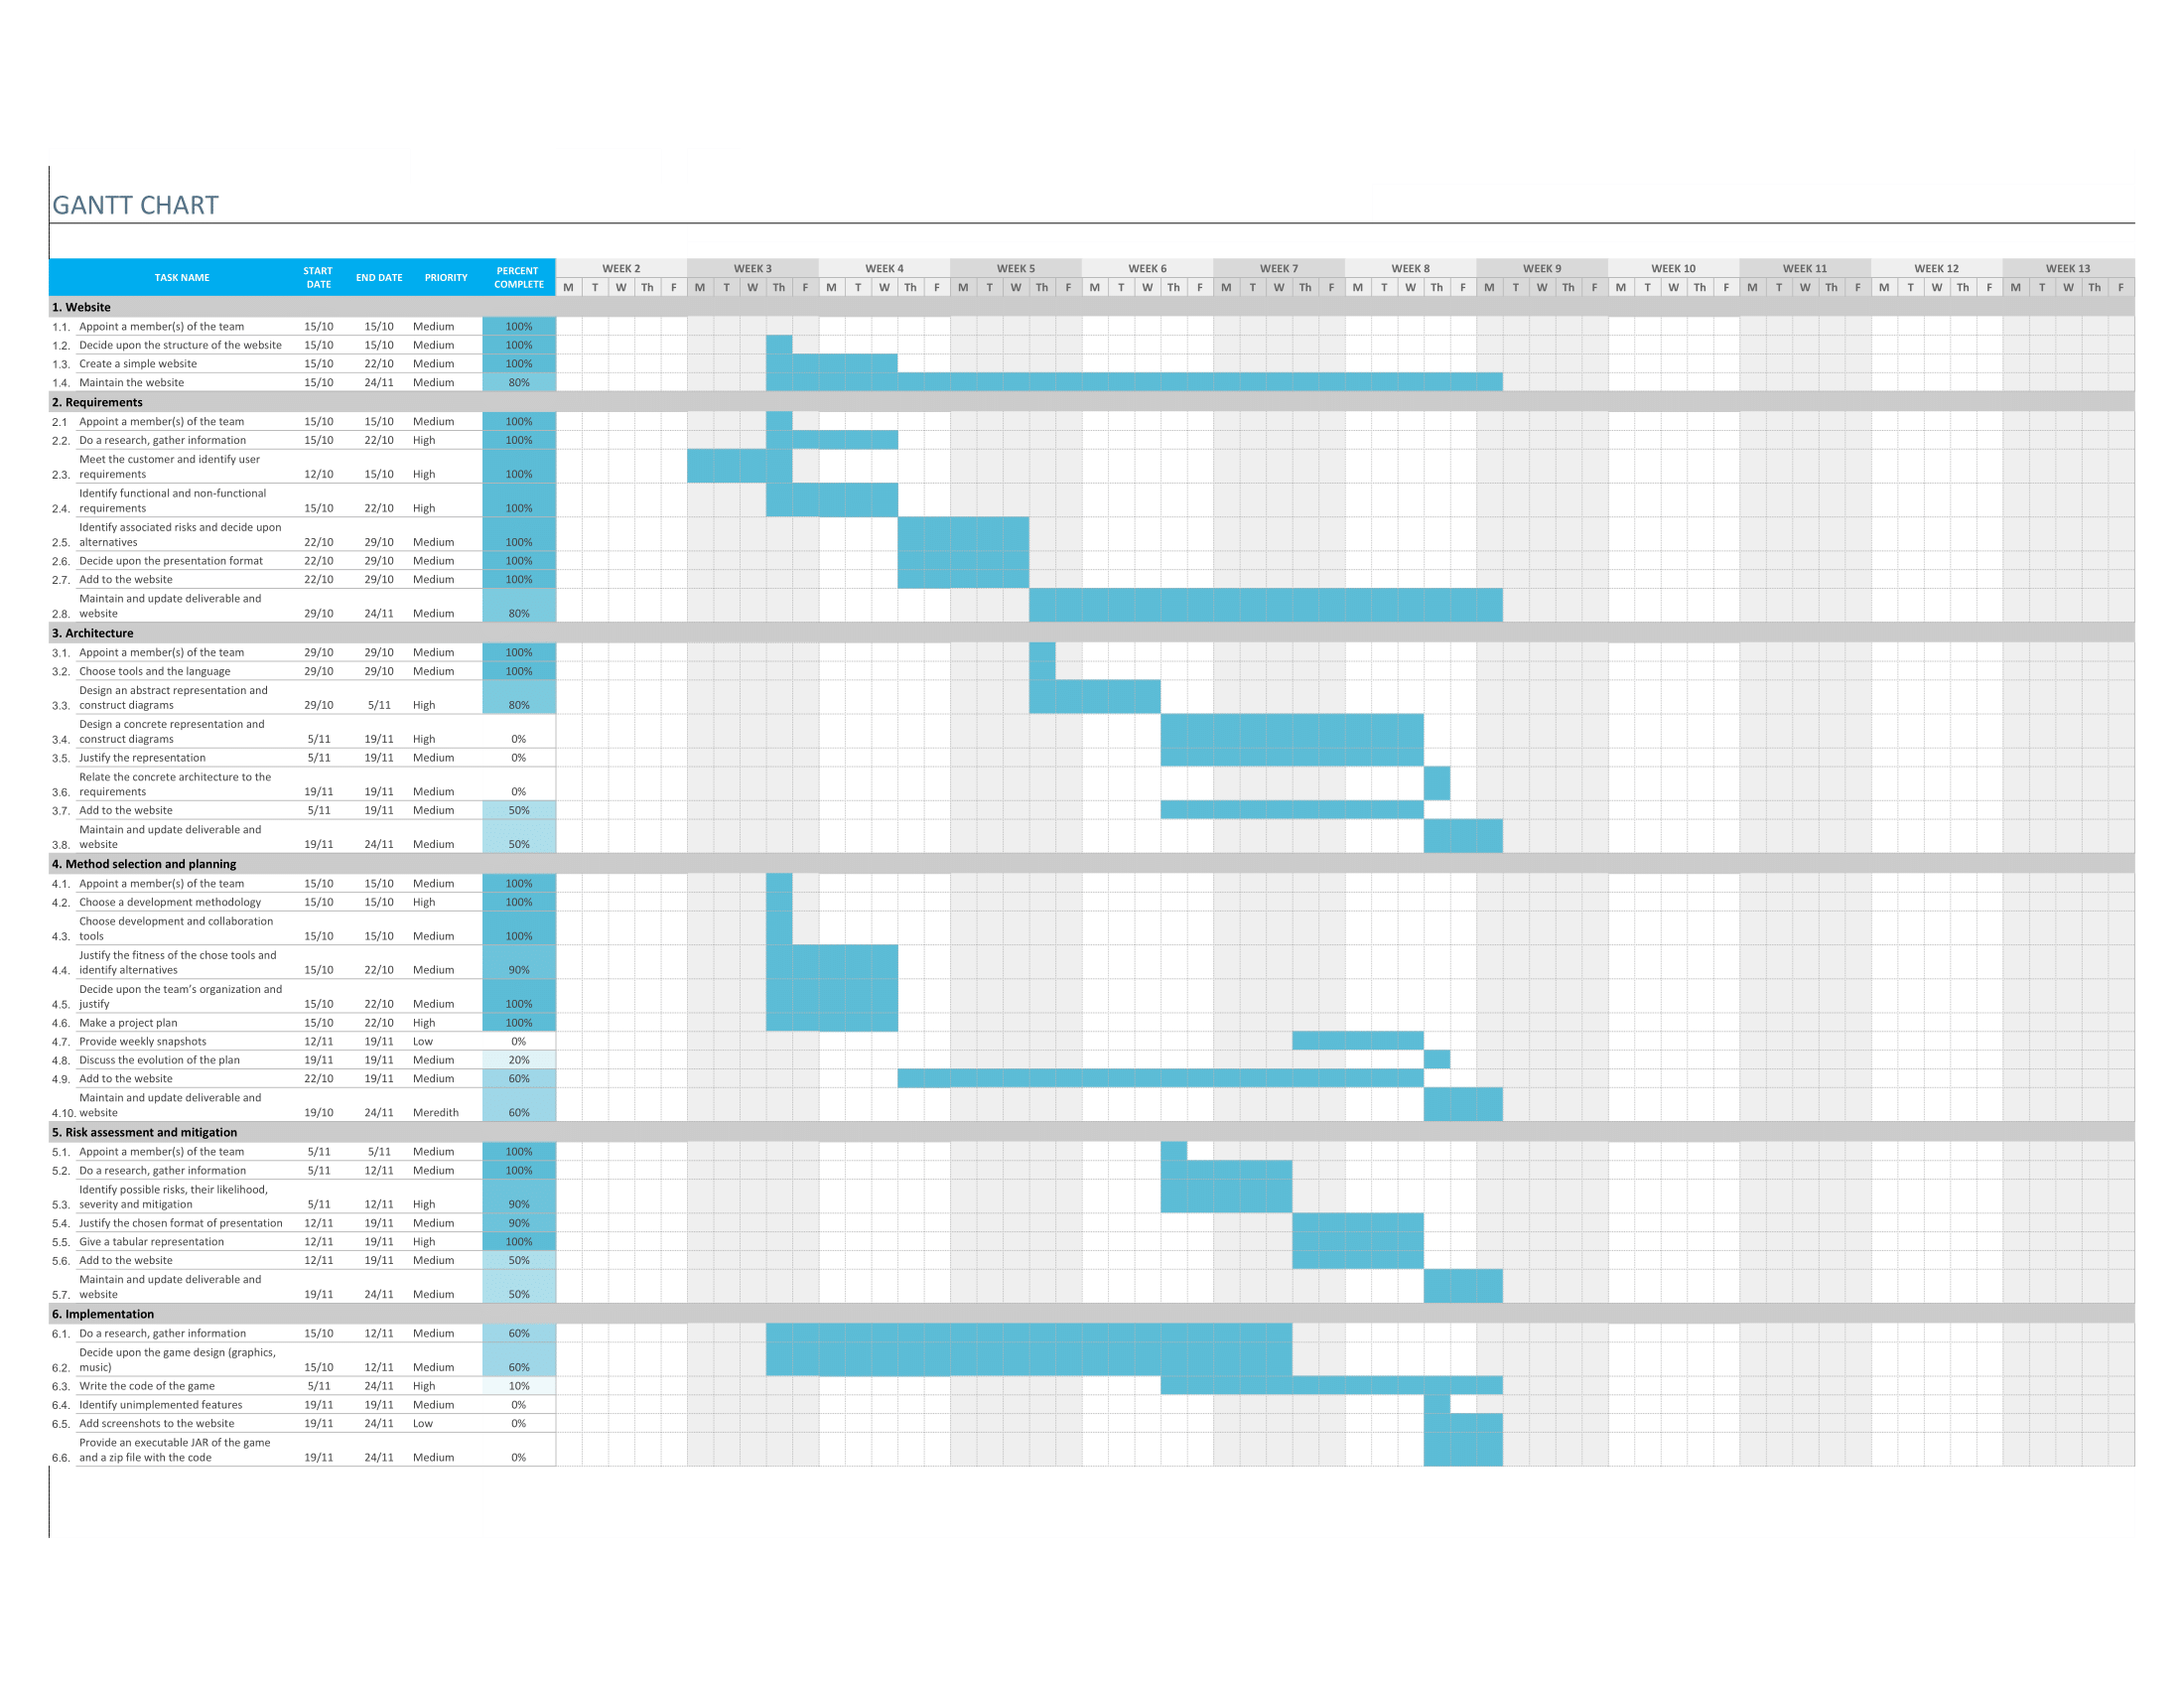 GANTT CHART
TASK NAME START DATE END DATE PRIORITY PERCENT COMPLETE WEEK 2 WEEK 3 WEEK 4 WEEK 5 WEEK 6 WEEK 7 WEEK 8 WEEK 9 WEEK 10 WEEK 11 WEEK 12 WEEK 13
M T W Th F M T W Th F M T W Th F M T W Th F M T W Th F M T W Th F M T W Th F M T W Th F M T W Th F M T W Th F M T W Th F M T W Th F
1. Website
1.1. Appoint a member(s) of the team 15/10 15/10 Medium 100%
1.2. Decide upon the structure of the website 15/10 15/10 Medium 100%
1.3. Create a simple website 15/10 22/10 Medium 100%
1.4. Maintain the website 15/10 24/11 Medium 80%
2. Requirements
2.1 Appoint a member(s) of the team 15/10 15/10 Medium 100%
2.2. Do a research, gather information 15/10 22/10 High 100%
Meet the customer and identify user
2.3. requirements 12/10 15/10 High 100%
Identify functional and non-functional
2.4. requirements 15/10 22/10 High 100%
Identify associated risks and decide upon
2.5. alternatives 22/10 29/10 Medium 100%
2.6. Decide upon the presentation format 22/10 29/10 Medium 100%
2.7. Add to the website 22/10 29/10 Medium 100%
Maintain and update deliverable and
2.8. website 29/10 24/11 Medium 80%
3. Architecture
3.1. Appoint a member(s) of the team 29/10 29/10 Medium 100%
3.2. Choose tools and the language 29/10 29/10 Medium 100%
Design an abstract representation and
3.3. construct diagrams 29/10 5/11 High 80%
Design a concrete representation and
3.4. construct diagrams 5/11 19/11 High 0%
3.5. Justify the representation 5/11 19/11 Medium 0%
Relate the concrete architecture to the
3.6. requirements 19/11 19/11 Medium 0%
3.7. Add to the website 5/11 19/11 Medium 50%
Maintain and update deliverable and
3.8. website 19/11 24/11 Medium 50%
4. Method selection and planning
4.1. Appoint a member(s) of the team 15/10 15/10 Medium 100%
4.2. Choose a development methodology 15/10 15/10 High 100%
Choose development and collaboration
4.3. tools 15/10 15/10 Medium 100%
Justify the fitness of the chose tools and
4.4. identify alternatives 15/10 22/10 Medium 90%
Decide upon the team's organization and
4.5. justify 15/10 22/10 Medium 100%
4.6. Make a project plan 15/10 22/10 High 100%
4.7. Provide weekly snapshots 12/11 19/11 Low 0%
4.8. Discuss the evolution of the plan 19/11 19/11 Medium 20%
4.9. Add to the website 22/10 19/11 Medium 60%
Maintain and update deliverable and
4.10. website 19/10 24/11 Meredith 60%
5. Risk assessment and mitigation
5.1. Appoint a member(s) of the team 5/11 5/11 Medium 100%
5.2. Do a research, gather information 5/11 12/11 Medium 100%
Identify possible risks, their likelihood,
5.3. severity and mitigation 5/11 12/11 High 90%
5.4. Justify the chosen format of presentation 12/11 19/11 Medium 90%
5.5. Give a tabular representation 12/11 19/11 High 100%
5.6. Add to the website 12/11 19/11 Medium 50%
Maintain and update deliverable and
5.7. website 19/11 24/11 Medium 50%
6. Implementation
6.1. Do a research, gather information 15/10 12/11 Medium 60%
Decide upon the game design (graphics,
6.2. music) 15/10 12/11 Medium 60%
6.3. Write the code of the game 5/11 24/11 High 10%
6.4. Identify unimplemented features 19/11 19/11 Medium 0%
6.5. Add screenshots to the website 19/11 24/11 Low 0%
Provide an executable JAR of the game
6.6. and a zip file with the code 19/11 24/11 Medium 0%